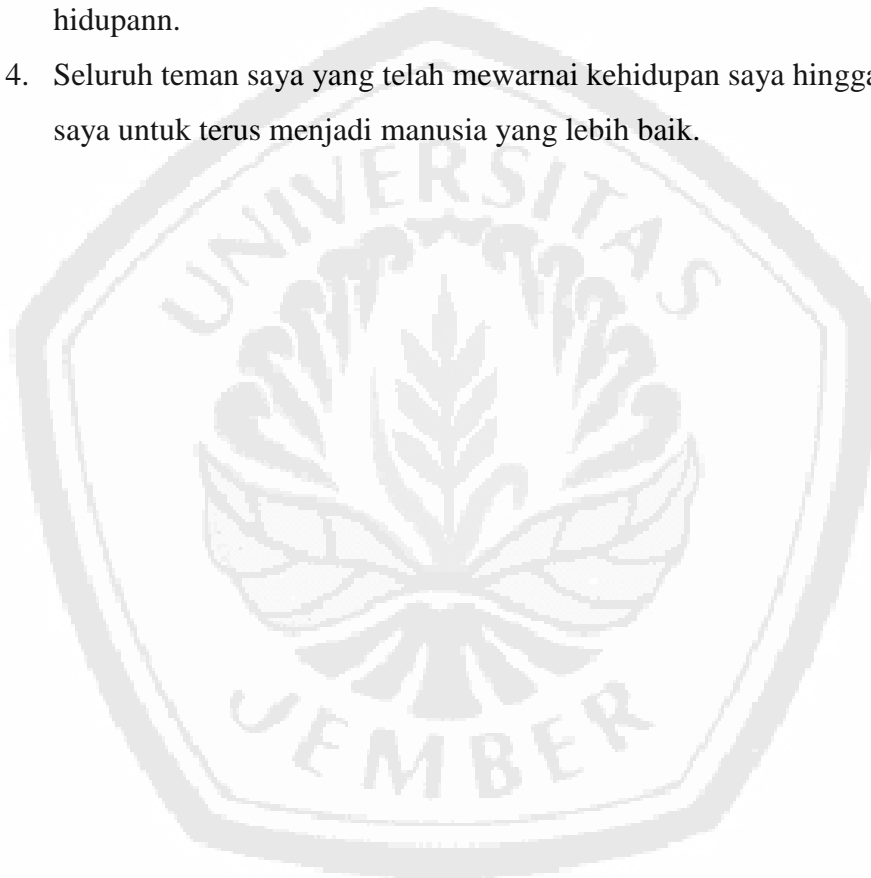 hidupann.
4. Seluruh teman saya yang telah mewarnai kehidupan saya hingga
saya untuk terus menjadi manusia yang lebih baik.
UNIVERSITAS
JEMBER